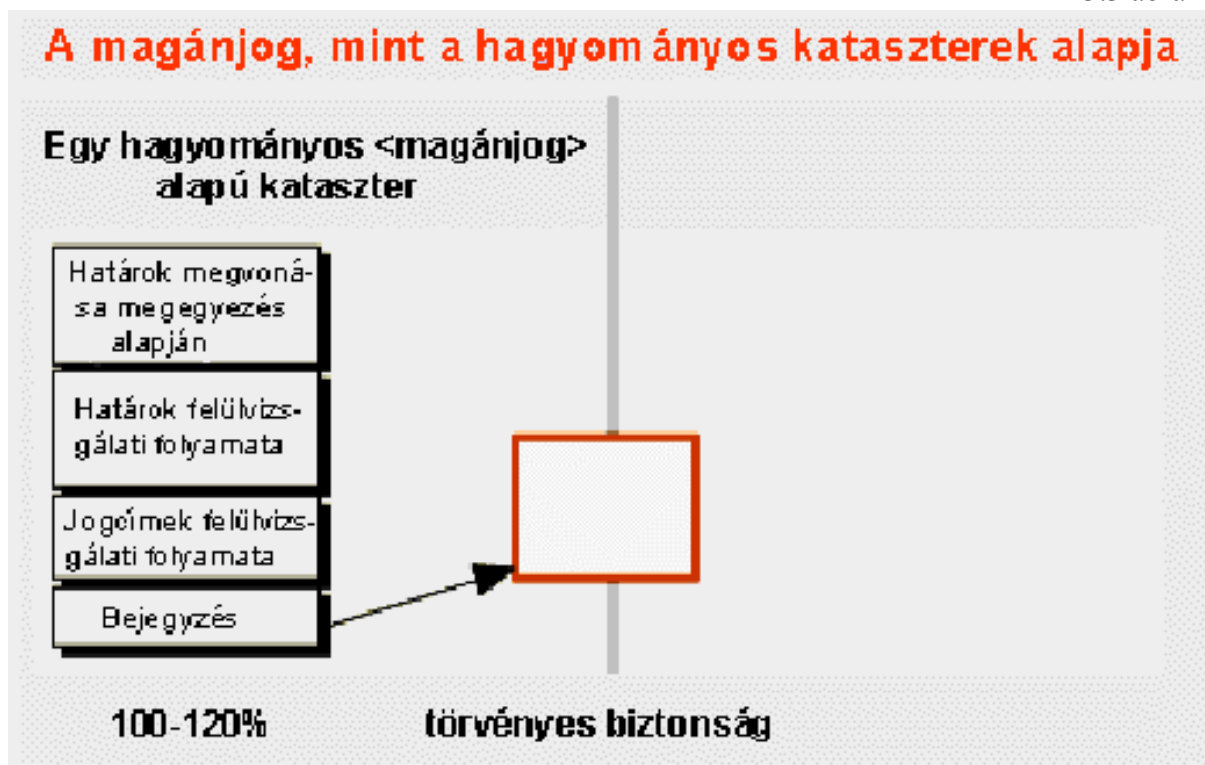 A magánjog, mint a hagyományos kataszterek alapja
Egy hagyományos <magánjog>
alapú kataszter
Határok megvoná-
sa megegyezés
alapján
Határok felülvizs-
gálati folyamata
Jogcímek felülvizs-
gálati folyamata
Bejegyzés
100-120%
törvényes biztonság